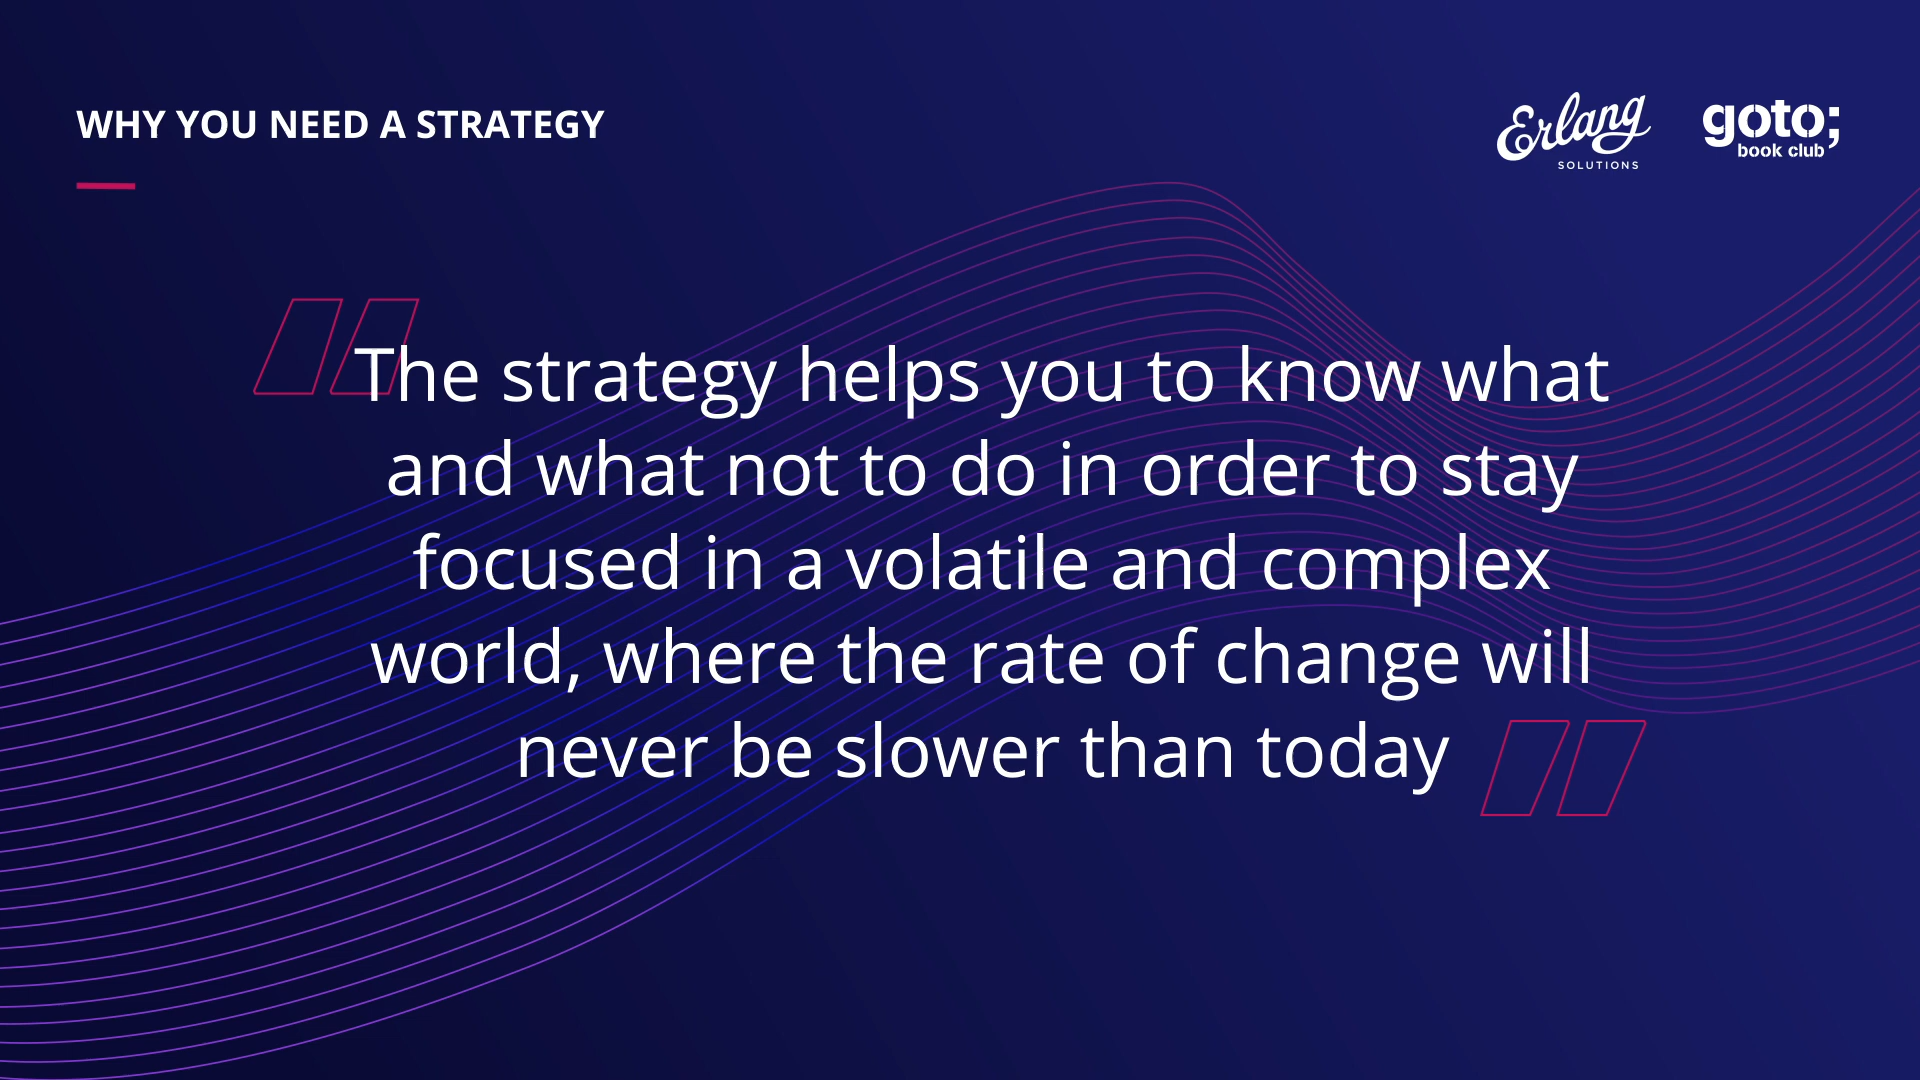 WHY YOU NEED A STRATEGY
Erlang
SOLUTIONS
goto;
book club
The strategy helps you to know what
and what not to do in order to stay
focused in a volatile and complex
world, where the rate of change will
never be slower than today